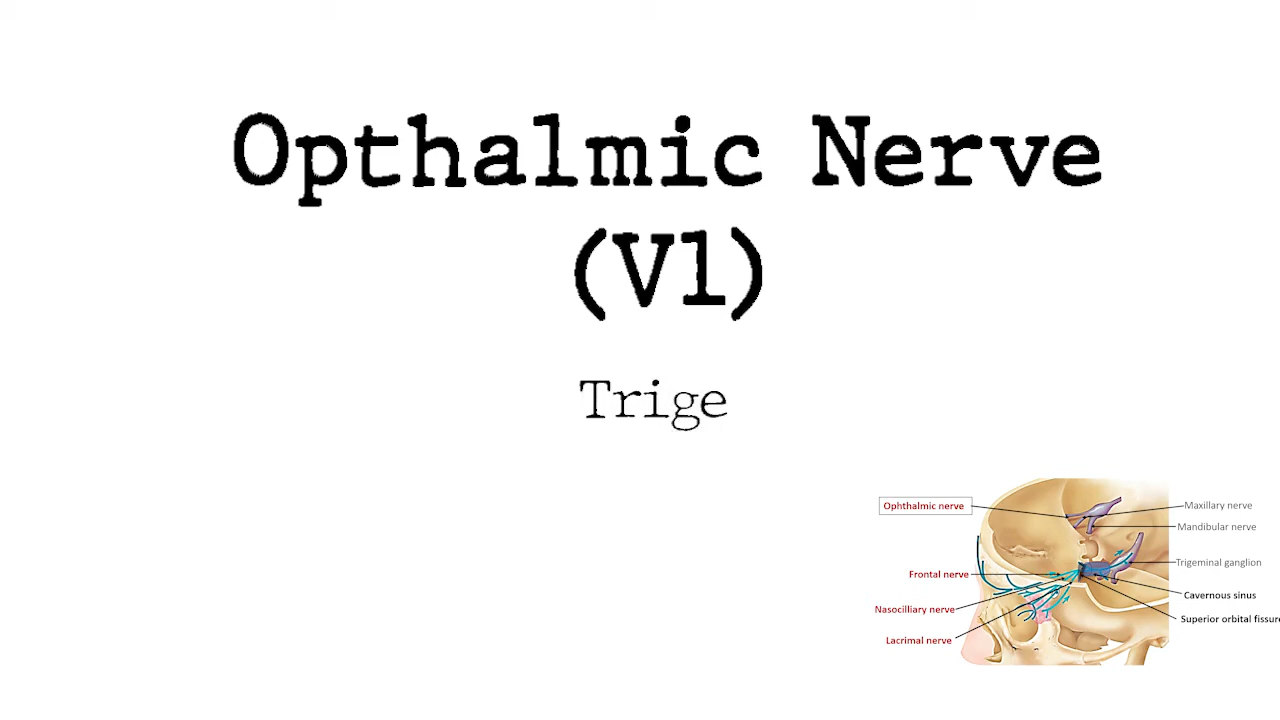 Opthalmic Nerve
(V1)
Trige
Ophthalmic nerve
Maxillary nerve
Mandibular nerve
Trigeminal ganglion
Frontal nerve
Cavernous sinus
Nasocilliary nerve
Superior orbital fissure
Lacrimal nerve